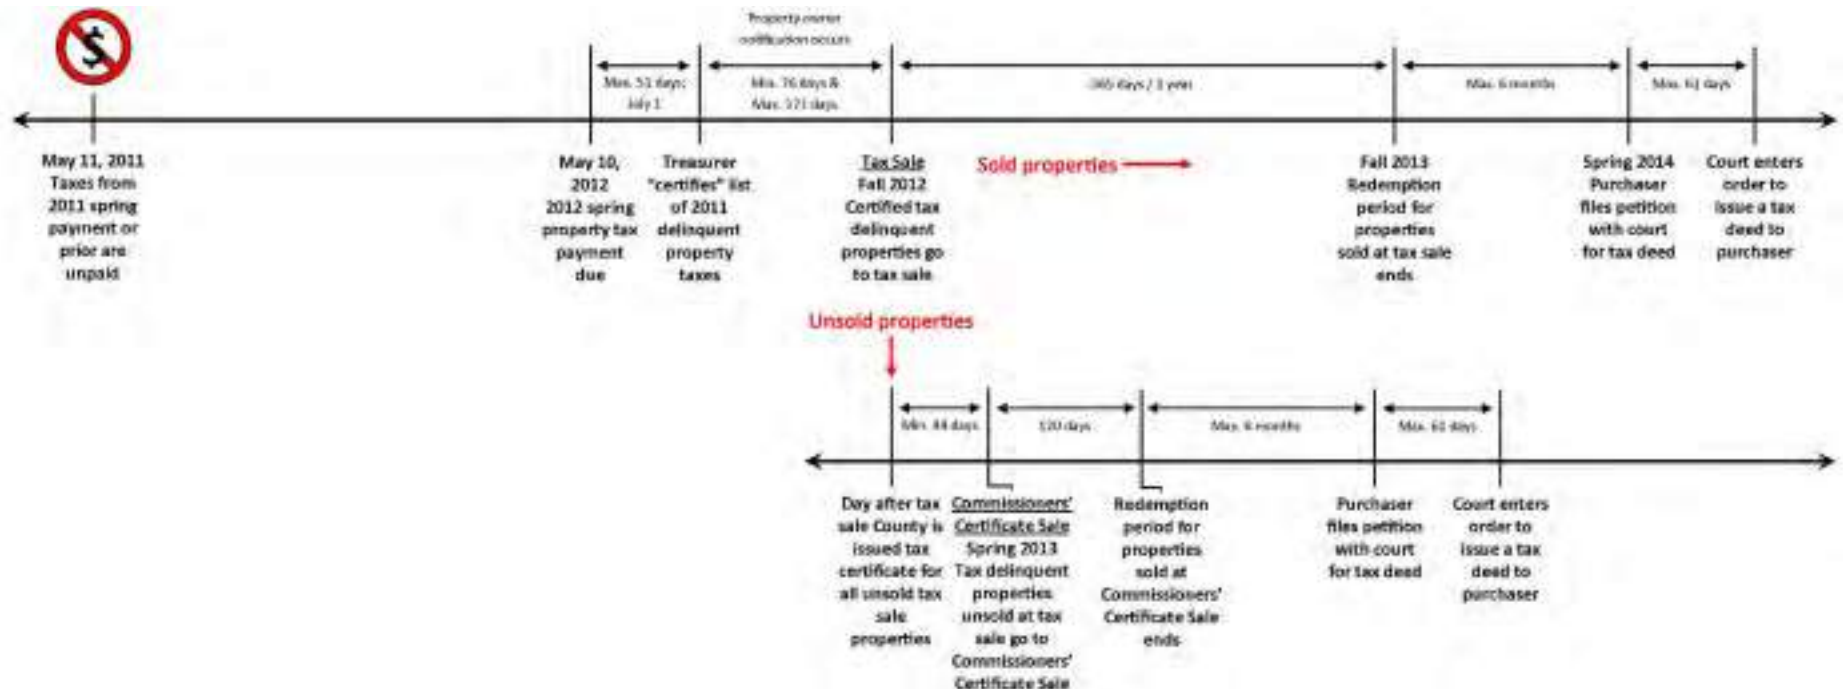 $
Property owner
notification occurs
Max. 51 days;
July 1
Min. 76 days &
Max. 171 days
365 days / 1 year
Max. 6 months
Max. 61 days
May 11, 2011
Taxes from
2011 spring
payment or
prior are
unpaid
May 10,
2012
2012 spring
property tax
payment
due
Treasurer
"certifies" list
of 2011
delinquent
property
taxes
Tax Sale
Fall 2012
Certified tax
delinquent
properties go
to tax sale
Sold properties
Fall 2013
Redemption
period for
properties
sold at tax sale
ends
Spring 2014
Purchaser
files petition
with court
for tax deed
Court enters
order to
issue a tax
deed to
purchaser
Unsold properties
Min. days
120 days
Max. 6 months
Max. 61 days
Day after tax
sale County is
issued tax
certificate for
all unsold tax
sale
properties
Commissioners'
Certificate Sale
Spring 2013
Tax delinquent
properties
unsold at tax
sale go to
Commissioners'
Certificate Sale
Redemption
period for
properties
sold at
Commissioners'
Certificate Sale
ends
Purchaser
files petition
with court
for tax deed
Court enters
order to
issue a tax
deed to
purchaser